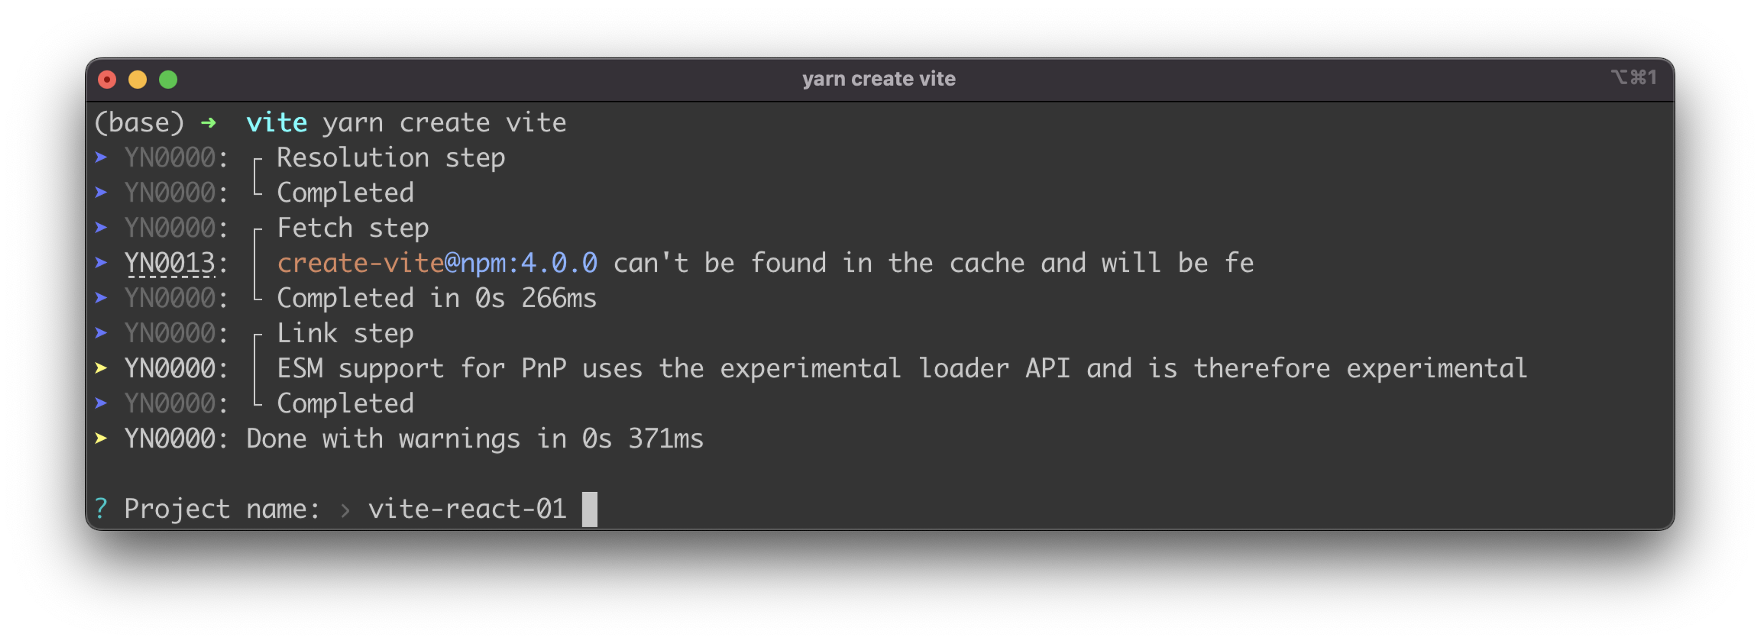 yarn create vite
⌥⌘1
(base) ➜ vite yarn create vite
➤ YN0000: ┌ Resolution step
➤ YN0000: └ Completed
➤ YN0000: ┌ Fetch step
➤ YN0013: │ create-vite@npm:4.0.0 can't be found in the cache and will be fe
➤ YN0000: └ Completed in 0s 266ms
➤ YN0000: ┌ Link step
➤ YN0000: │ ESM support for PnP uses the experimental loader API and is therefore experimental
➤ YN0000: └ Completed
➤ YN0000: Done with warnings in 0s 371ms
? Project name: › vite-react-01